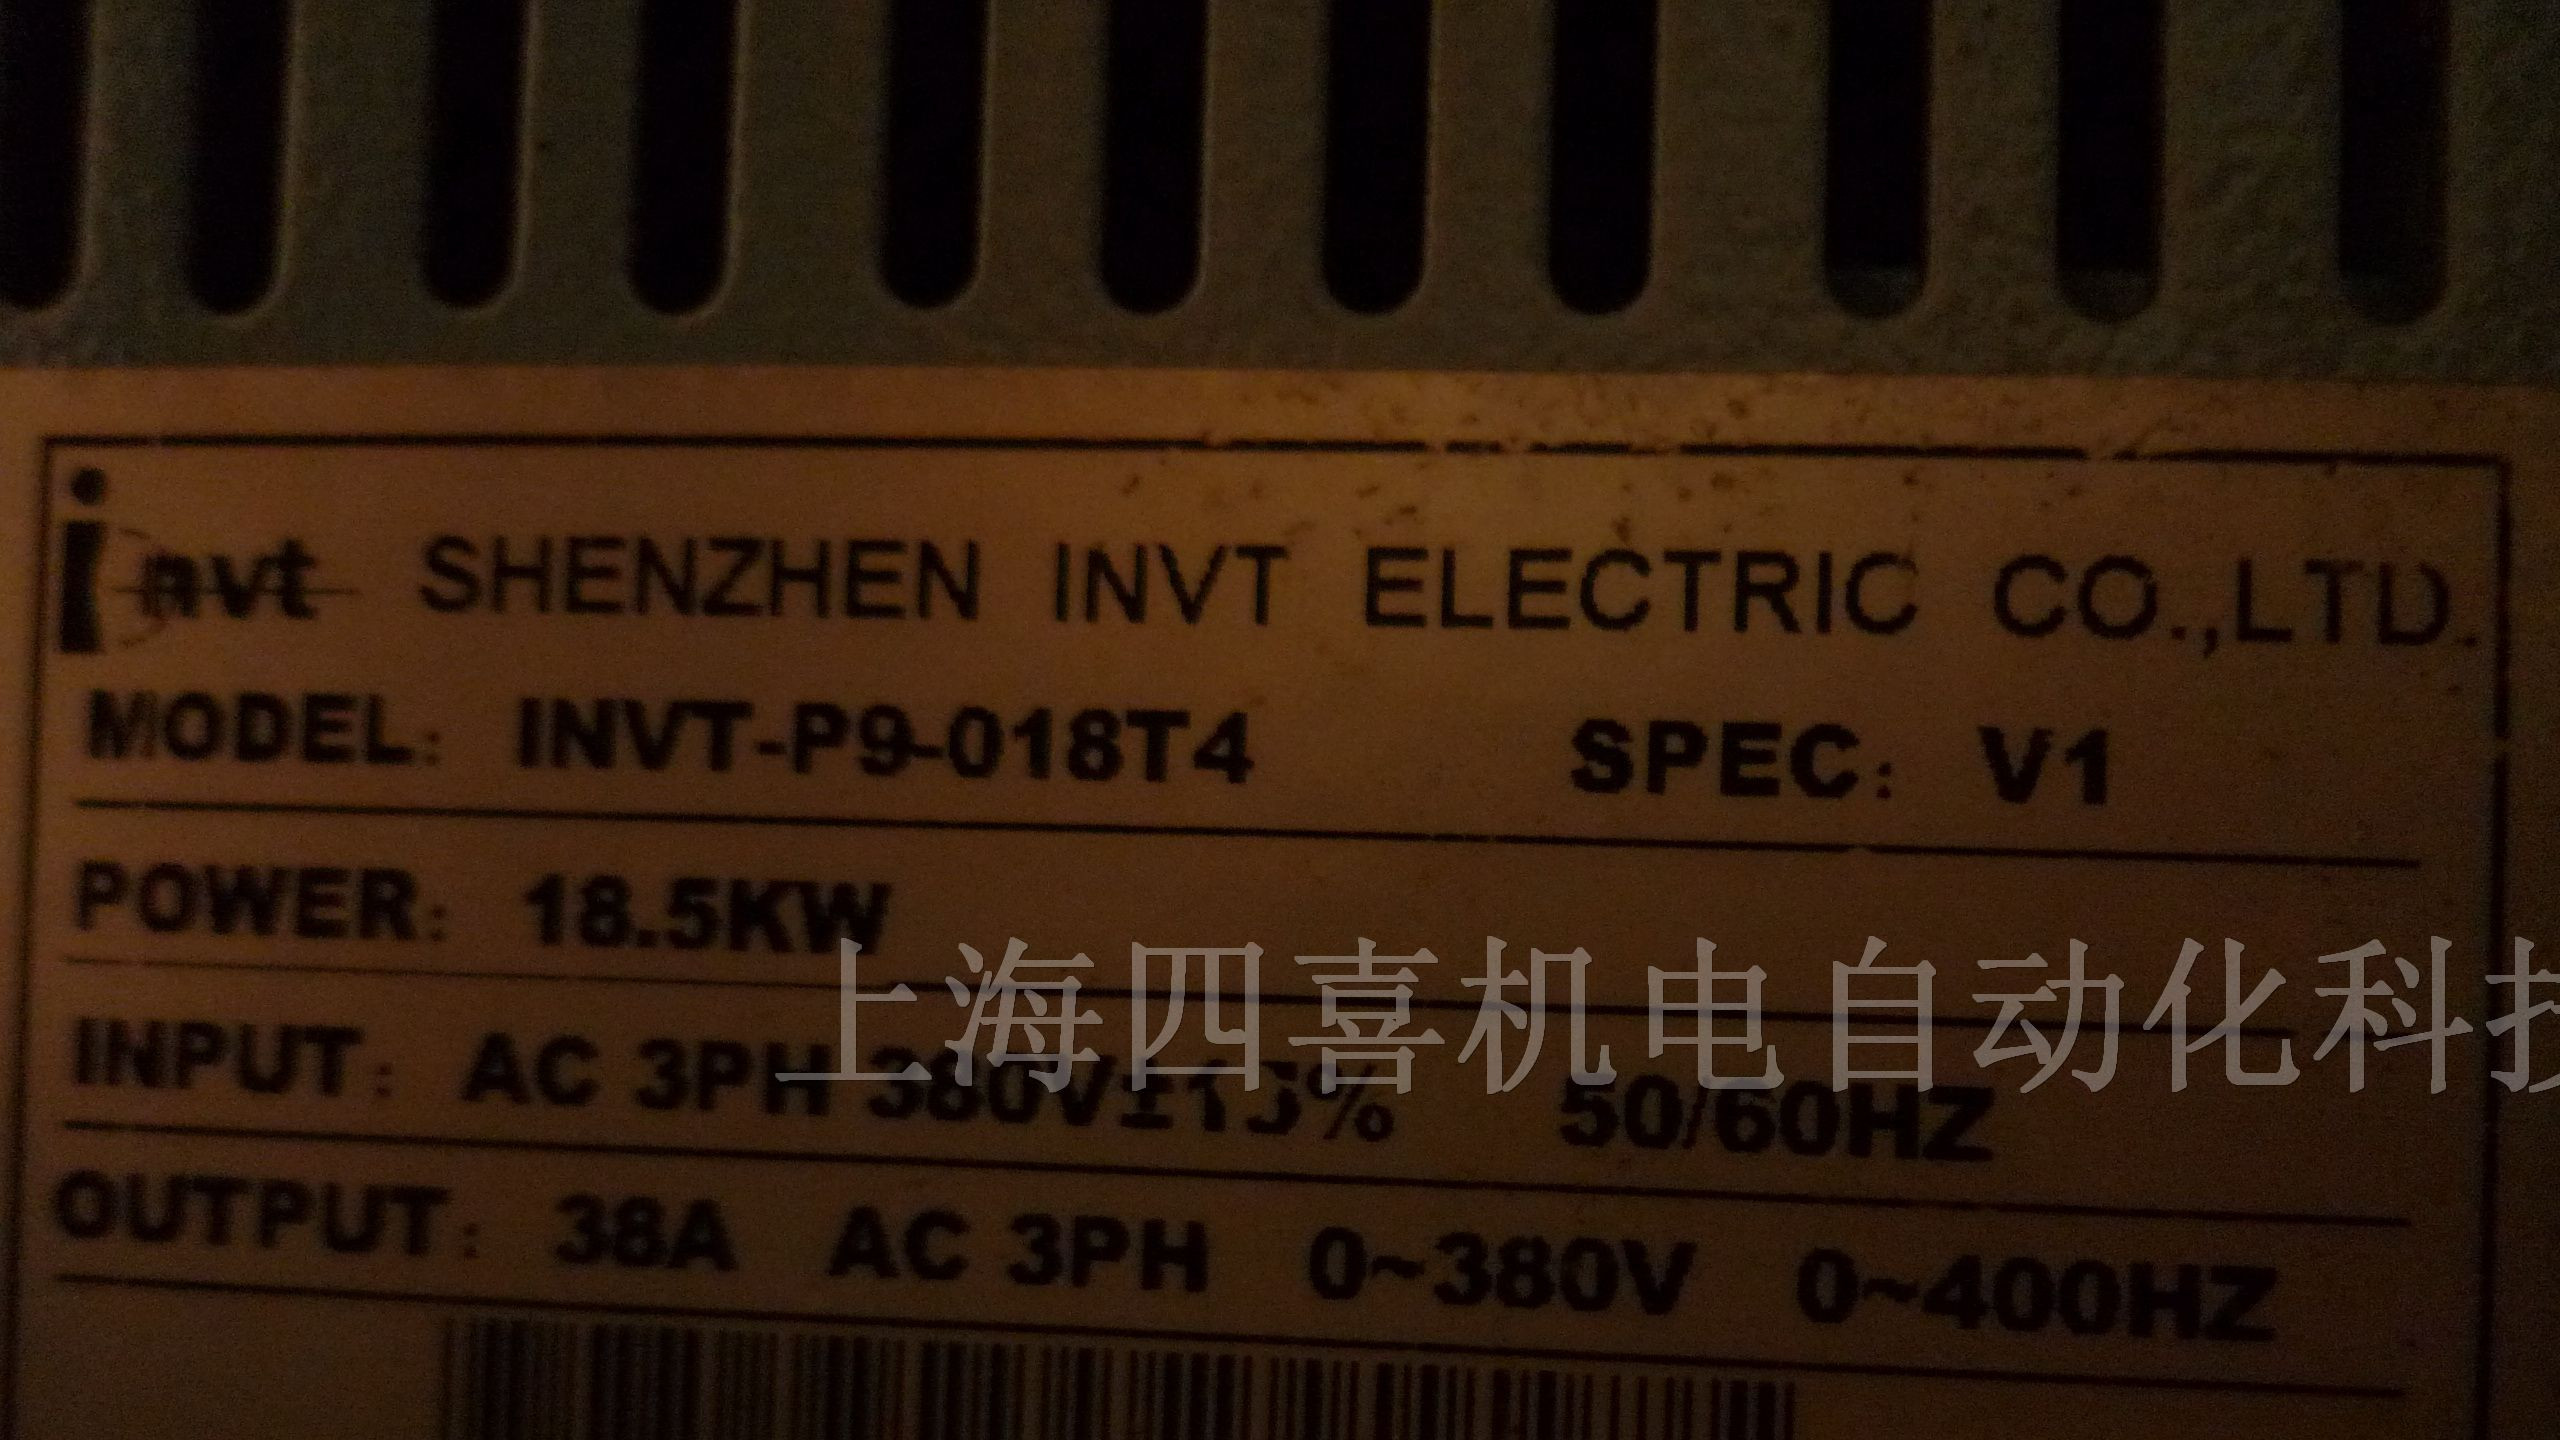 invt SHENZHEN INVT ELECTRIC CO.,LTD.
MODEL: INVT-P9-018T4 SPEC: V1
POWER: 18.5KW
上海四喜机电自动化科技
INPUT: AC 3PH 380V±15% 50/60HZ
OUTPUT: 38A AC 3PH 0~380V 0~400HZ